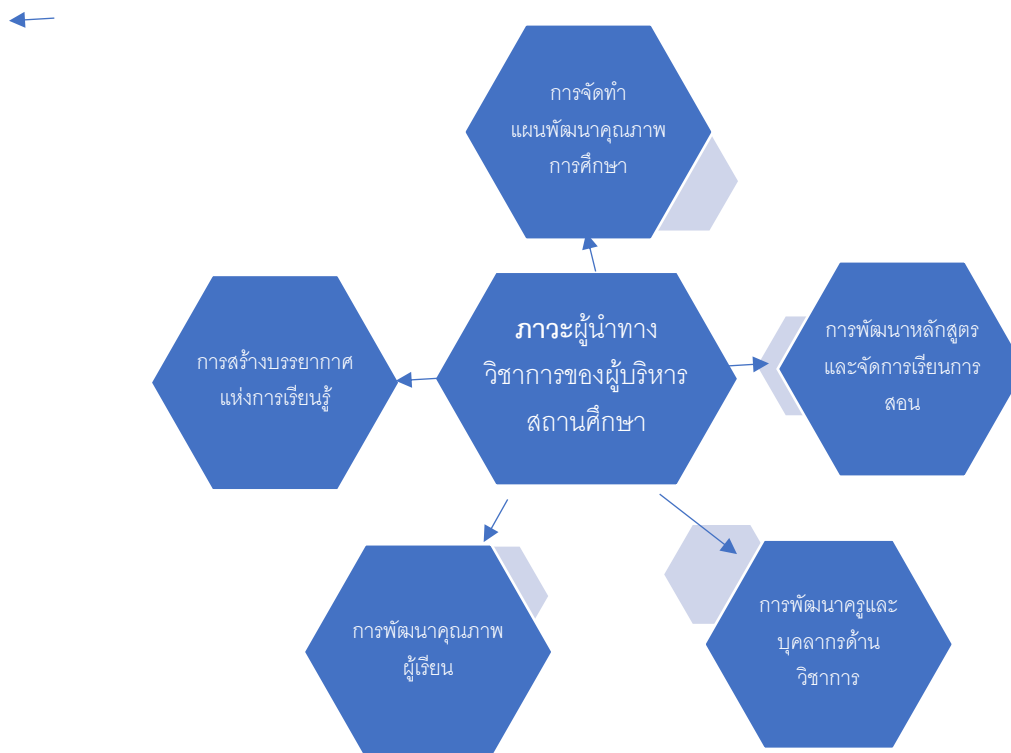 การจัดทำ
แผนพัฒนาคุณภาพ
การศึกษา
ภาวะผู้นำทาง
วิชาการของผู้บริหาร
สถานศึกษา
การพัฒนาหลักสูตร
และจัดการเรียนการ
สอน
การสร้างบรรยากาศ
แห่งการเรียนรู้
การพัฒนาคุณภาพ
ผู้เรียน
การพัฒนาครูและ
บุคลากรด้าน
วิชาการ